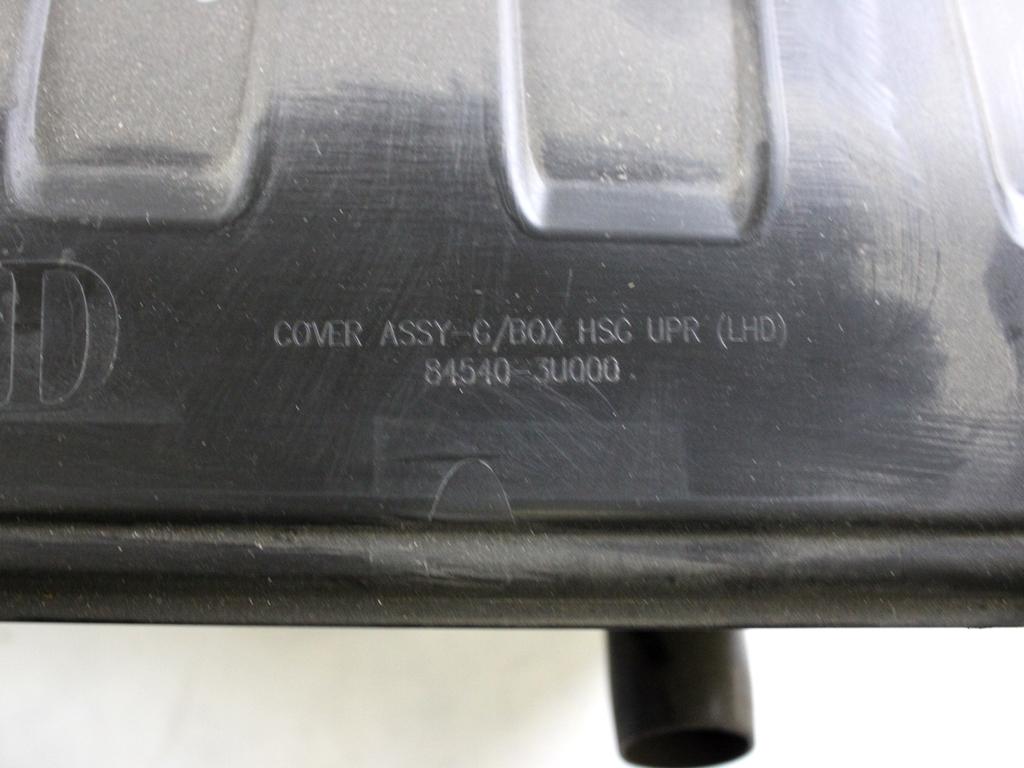 COVER ASSY-G/BOX HSG UPR (LHD)
84540-3U000
D